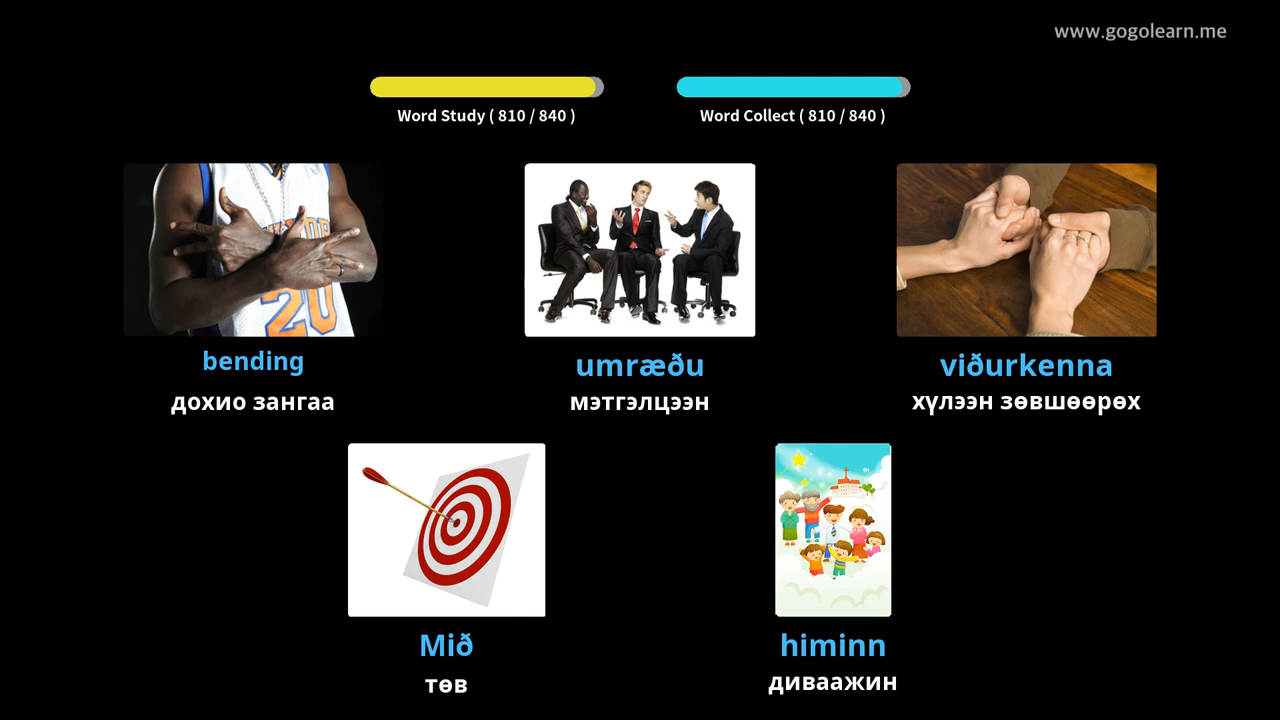 www.gogolearn.me
Word Study ( 810 / 840 )
Word Collect ( 810 / 840 )
20
bending
umræðu
viðurkenna
дохио зангаа
мэтгэлцээн
хүлээн зөвшөөрөх
Mið
himinn
төв
диваажин